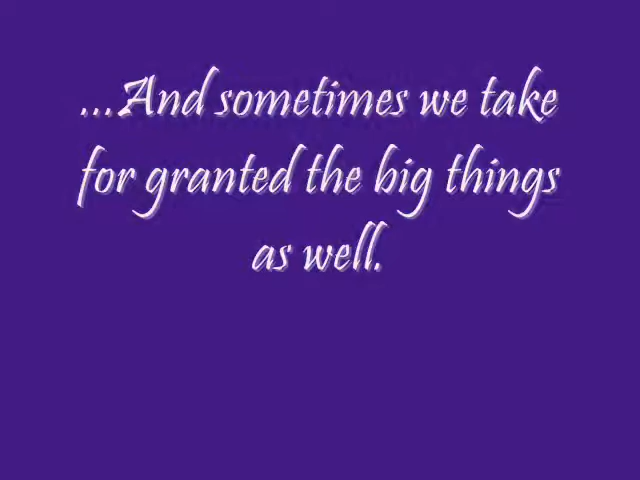 ...And sometimes we take
for granted the big things
as well.